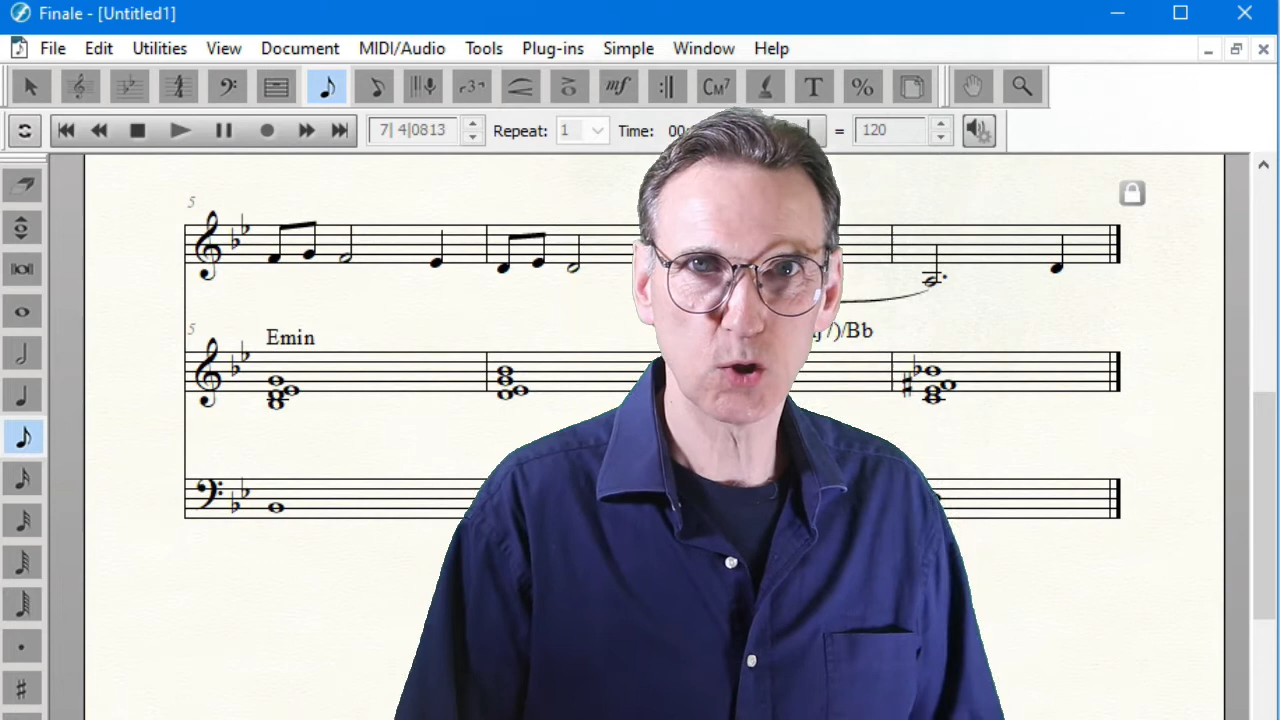 Finale - [Untitled1]
File Edit Utilities View Document MIDI/Audio Tools Plug-ins Simple Window Help
mf CM7 T %
7| 4|0813 Repeat: 1 Time: = 120
5
5
Emin )/Bb